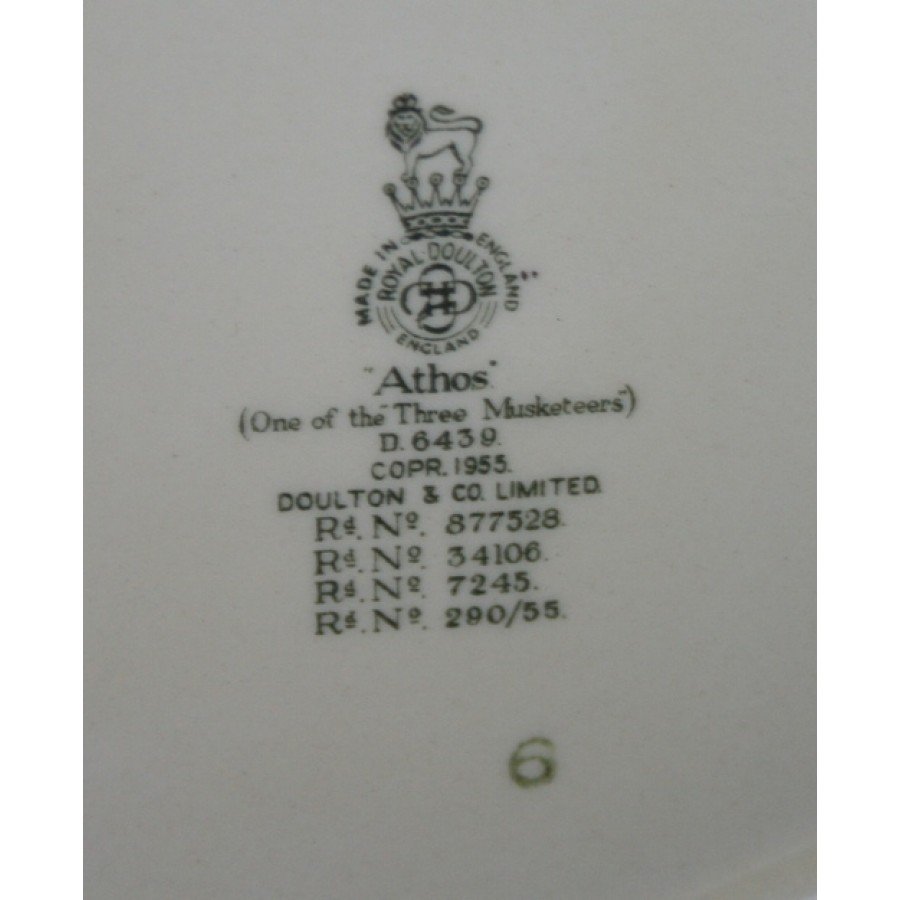 MADE IN ENGLAND
ROYAL DOULTON
ENGLAND
"Athos"
(One of the "Three Musketeers")
D. 6439.
COPR. 1955.
DOULTON & CO. LIMITED.
Rd. No. 877528.
Rd. No. 34106.
Rd. No. 7245.
Rd. No. 290/55.
6